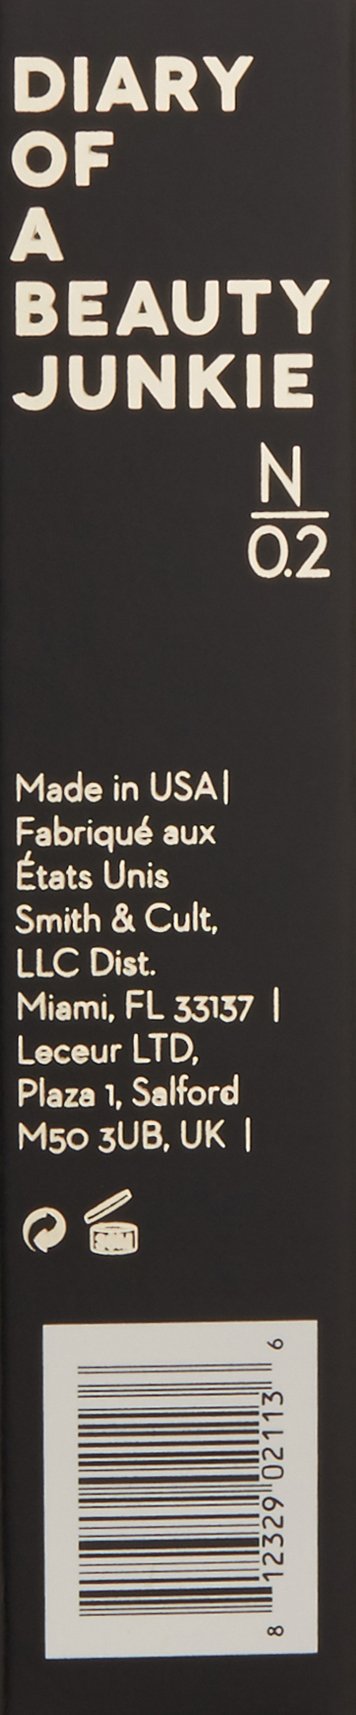 DIARY
OF
A
BEAUTY
JUNKIE
N
0.2
Made in USA|
Fabriqué aux
États Unis
Smith & Cult,
LLC Dist.
Miami, FL 33137 |
Leceur LTD,
Plaza 1, Salford
M50 3UB, UK |
8 12329 02113 6